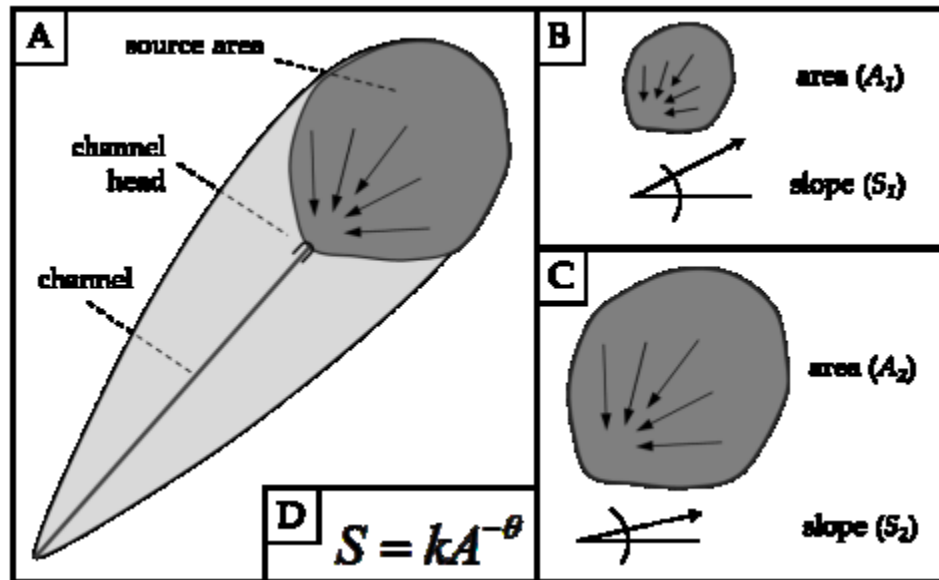 A
source area
channel
head
channel
D
S = kA^{-θ}
B
area (A₁)
slope (S₁)
C
area (A₂)
slope (S₂)